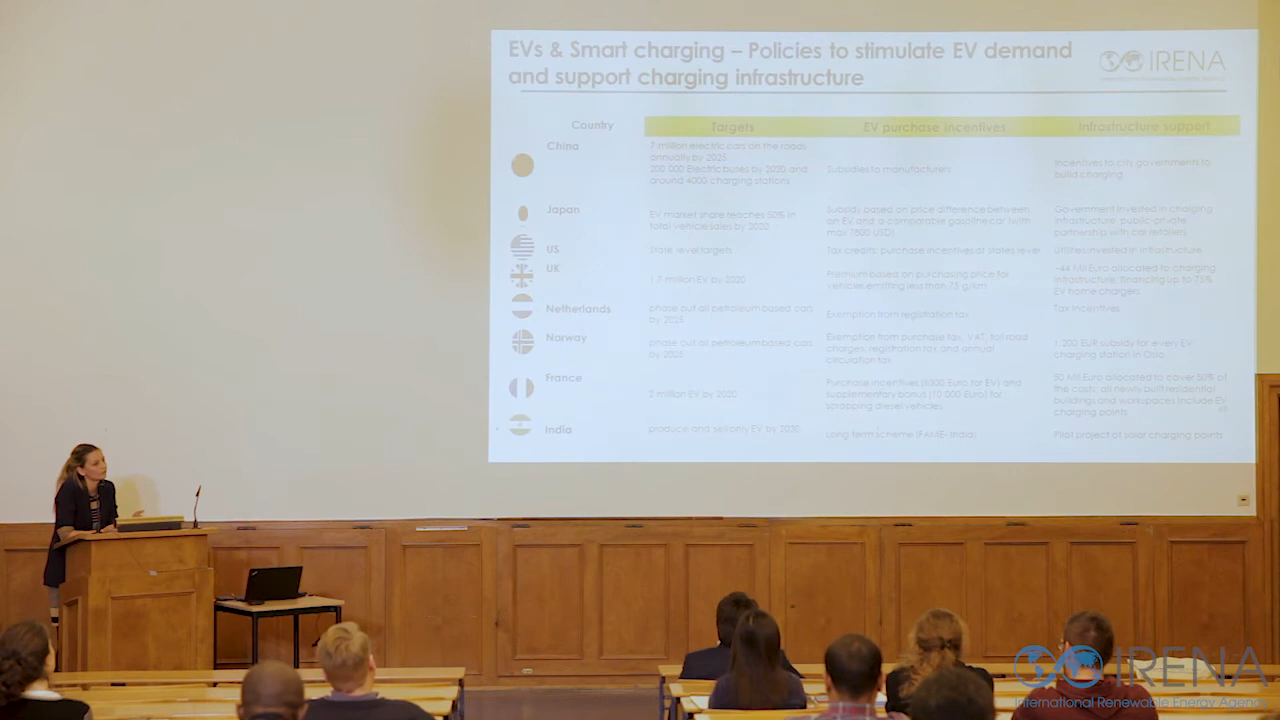 EVs & Smart charging – Policies to stimulate EV demand
and support charging infrastructure
IRENA
Country
Targets
EV purchase incentives
Infrastructure support
China
7 million electric cars on the roads
annually by 2025
200 000 Electric buses by 2020 and
around 4000 charging stations
Subsidies to manufacturers
Incentives to city governments to
build charging
Japan
EV market share reaches 50% in
total vehicle sales by 2020
Subsidy based on price difference between
an EV and a comparable gasoline car (with
max 7800 USD)
Government invested in charging
infrastructure; public-private
partnership with car retailers
US
State level targets
Tax credits; purchase incentives at states level
utilities invested in infrastructure
UK
million EV by 2020
Premium based on purchasing price for
vehicles emitting less than 75 g/km
~44 Mil Euro allocated to charging
infrastructure; financing up to 75%
EV home chargers
Netherlands
phase out all petroleum based cars
by 2025
Exemption from registration tax
Tax incentives
Norway
phase out all petroleum based cars
by 2025
Exemption from purchase tax, VAT, toll road
charges, registration tax and annual
circulation tax
1,200 EUR subsidy for every EV
charging station in Oslo
France
2 million EV by 2020
Purchase incentives (6300 Euro for EV) and
Supplementary bonus (10 000 Euro) for
scrapping diesel vehicles
50 Mil Euro allocated to cover 50% of
the cost; all newly built residential
buildings and workspaces include EV
charging points
India
produce and sell only EV by 2030
Long term scheme (FAME- India)
Pilot project of solar charging points
IRENA
International Renewable Energy Agency